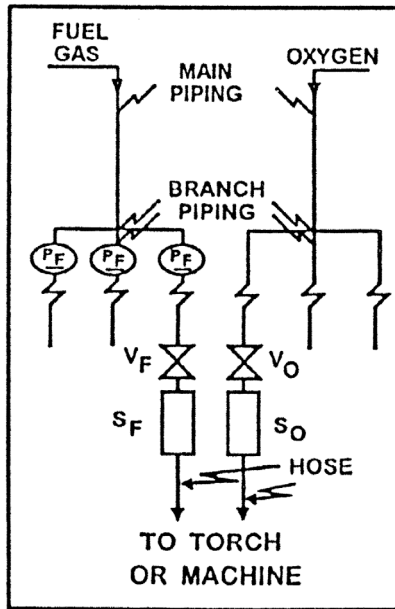 FUEL
GAS
OXYGEN
MAIN
PIPING
BRANCH
PIPING
PF
PF
PF
VF
VO
SF
SO
HOSE
TO TORCH
OR MACHINE